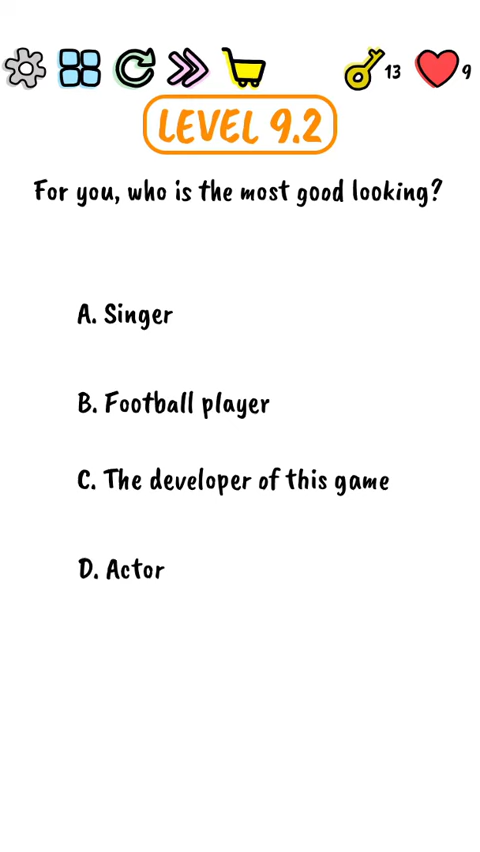 13
9
LEVEL 9.2
For you, who is the most good looking?
A. Singer
B. Football player
C. The developer of this game
D. Actor